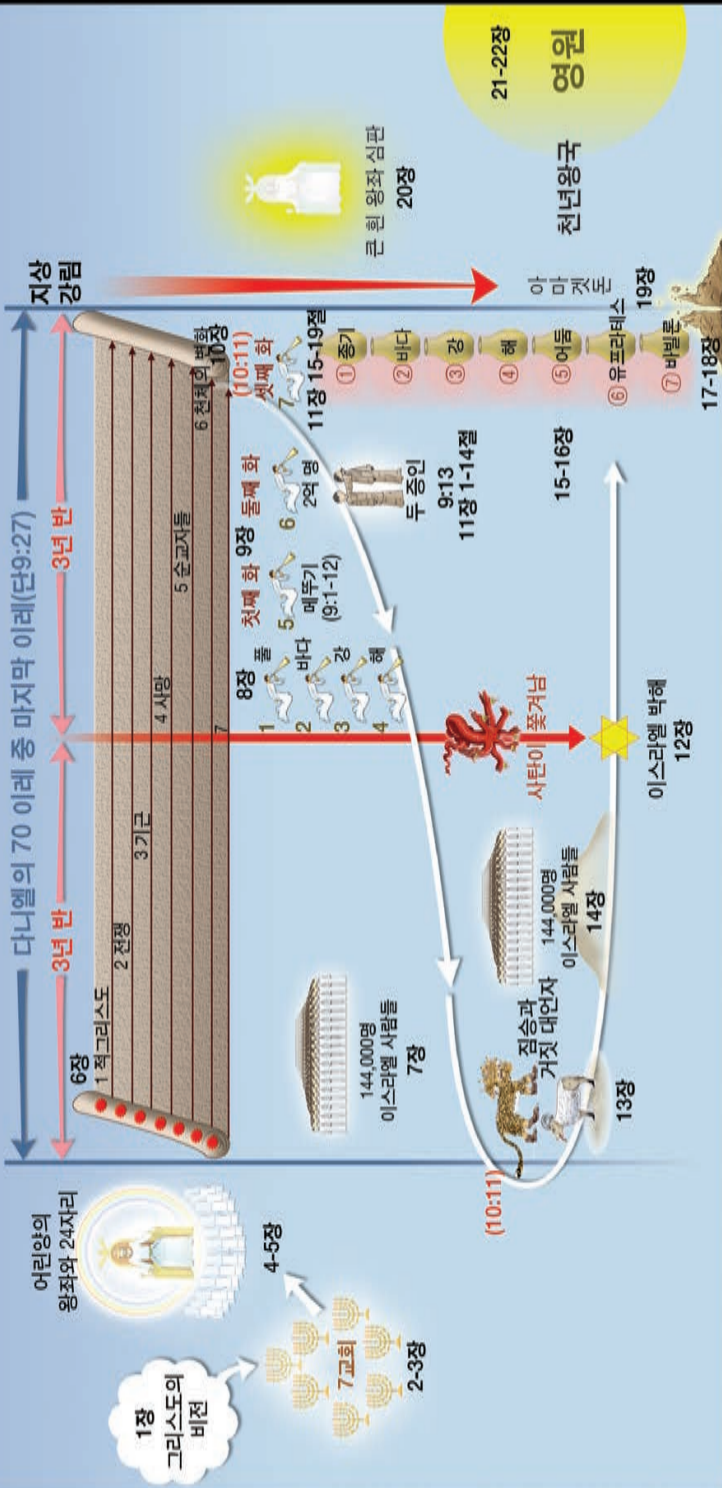 다니엘의 70 이레 중 마지막 이레(단9:27)
3년 반
3년 반
지상
강림
1장
그리스도의
비전
7교회
2-3장
어린양의
왕좌와 24자리
4-5장
6장
1 적그리스도
2 전쟁
3 기근
4 사망
5 순교자들
6 천체의 변화
7
144,000명
이스라엘 사람들
7장
8장
1 풀
2 바다
3 강
4 해
첫째 화
9장
5
메뚜기
(9:1-12)
둘째 화
6
2억 명
두 증인
9:13
11장 1-14절
10장
(10:11)
셋째 화
7
11장 15-19절
(10:11)
짐승과
거짓 대언자
13장
144,000명
이스라엘 사람들
14장
사탄이 쫓겨남
이스라엘 박해
12장
15-16장
① 종기
② 바다
③ 강
④ 해
⑤ 어둠
⑥ 유프라테스
⑦ 바빌론
17-18장
아
마
겟
돈
19장
큰 흰 왕좌 심판
20장
천년왕국
21-22장
영원